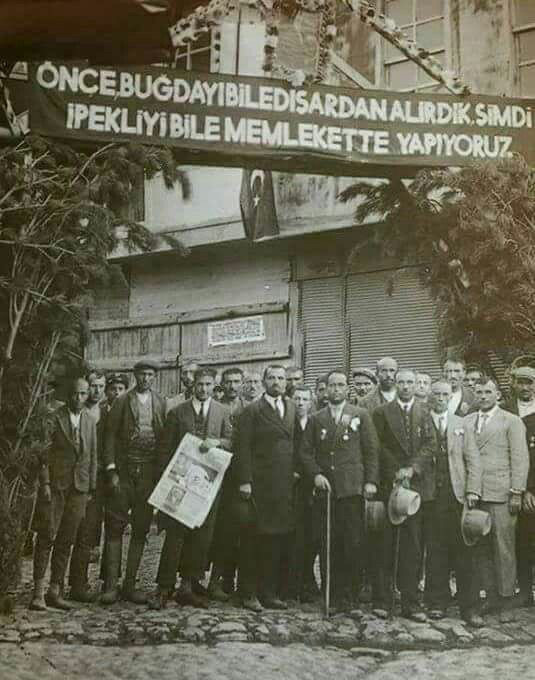 ÖNCE, BUĞDAYI BİLE DIŞARDAN ALIRDIK, ŞİMDİ
İPEKLİYİ BİLE MEMLEKETTE YAPIYORUZ.